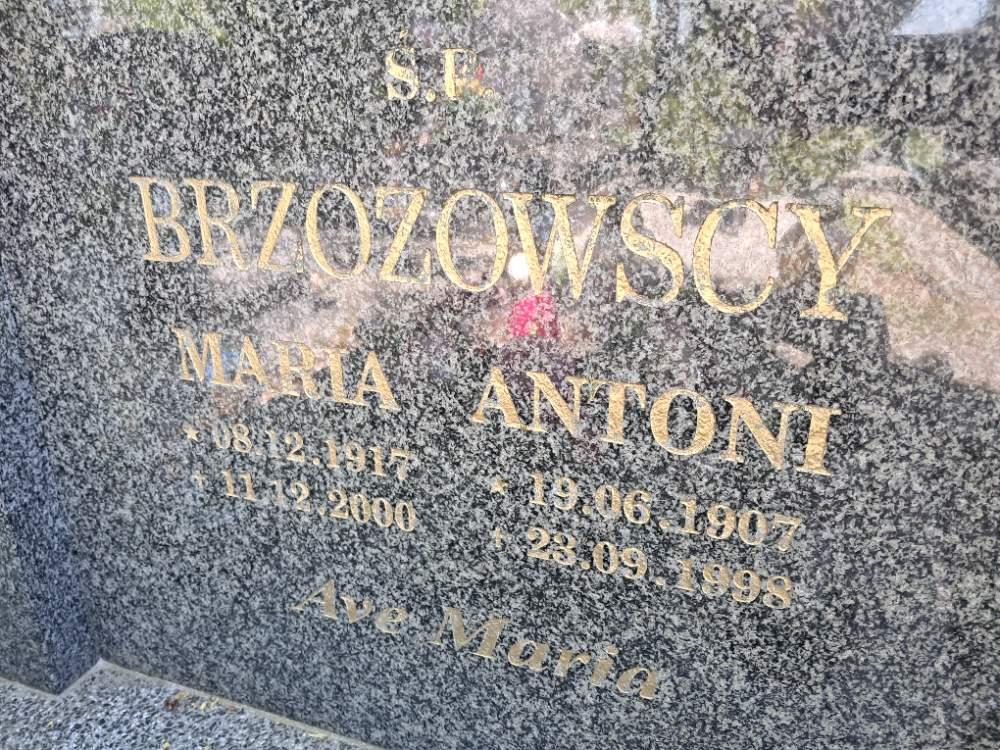 Ś.P.
BRZOZOWSCY
MARIA ANTONI
* 08.12.1917 * 19.06.1907
+ 11.12.2000 + 23.09.1998
Ave Maria